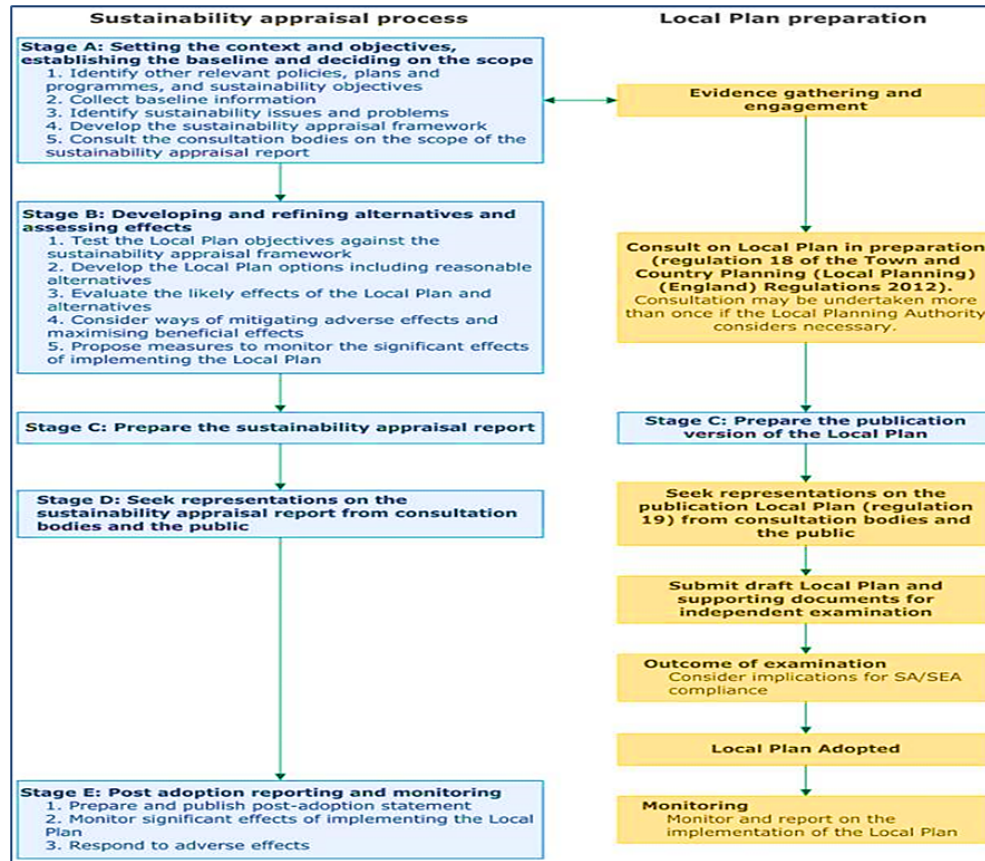 Sustainability appraisal process
Stage A: Setting the context and objectives,
establishing the baseline and deciding on the scope
1. Identify other relevant policies, plans and
programmes, and sustainability objectives
2. Collect baseline information
3. Identify sustainability issues and problems
4. Develop the sustainability appraisal framework
5. Consult the consultation bodies on the scope of the
sustainability appraisal report
Stage B: Developing and refining alternatives and
assessing effects
1. Test the Local Plan objectives against the
sustainability appraisal framework
2. Develop the Local Plan options including reasonable
alternatives
3. Evaluate the likely effects of the Local Plan and
alternatives
4. Consider ways of mitigating adverse effects and
maximising beneficial effects
5. Propose measures to monitor the significant effects
of implementing the Local Plan
Stage C: Prepare the sustainability appraisal report
Stage D: Seek representations on the
sustainability appraisal report from consultation
bodies and the public
Stage E: Post adoption reporting and monitoring
1. Prepare and publish post-adoption statement
2. Monitor significant effects of implementing the Local
Plan
3. Respond to adverse effects
Local Plan preparation
Evidence gathering and
engagement
Consult on Local Plan in preparation
(regulation 18 of the Town and
Country Planning (Local Planning)
(England) Regulations 2012).
Consultation may be undertaken more
than once if the Local Planning Authority
considers necessary.
Stage C: Prepare the publication
version of the Local Plan
Seek representations on the
publication Local Plan (regulation
19) from consultation bodies and
the public
Submit draft Local Plan and
supporting documents for
independent examination
Outcome of examination
Consider implications for SA/SEA
compliance
Local Plan Adopted
Monitoring
Monitor and report on the
implementation of the Local Plan